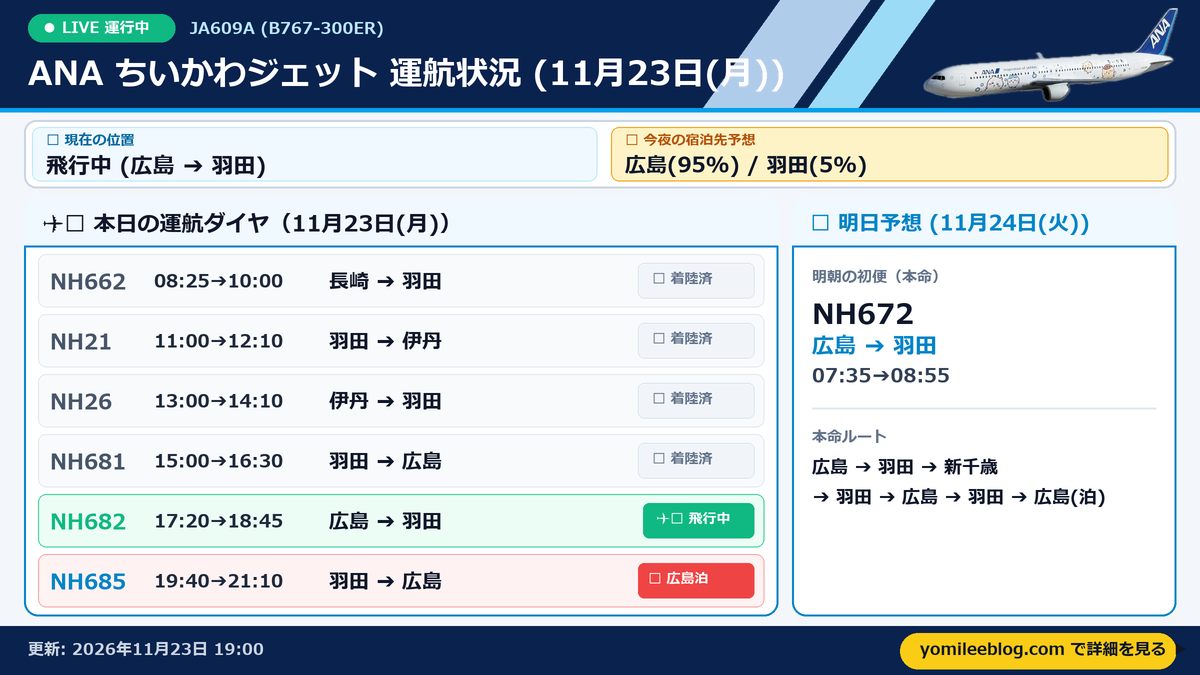 ● LIVE 運行中
JA609A (B767-300ER)
ANA ちいかわジェット 運航状況 (11月23日(月))
ANA
ANA
□ 現在の位置
飛行中 (広島 → 羽田)
□ 今夜の宿泊先予想
広島(95%) / 羽田(5%)
✈□ 本日の運航ダイヤ（11月23日(月)）
NH662 08:25→10:00 長崎 → 羽田 □ 着陸済
NH21 11:00→12:10 羽田 → 伊丹 □ 着陸済
NH26 13:00→14:10 伊丹 → 羽田 □ 着陸済
NH681 15:00→16:30 羽田 → 広島 □ 着陸済
NH682 17:20→18:45 広島 → 羽田 ✈□ 飛行中
NH685 19:40→21:10 羽田 → 広島 □ 広島泊
□ 明日予想 (11月24日(火))
明朝の初便（本命）
NH672
広島 → 羽田
07:35→08:55
本命ルート
広島 → 羽田 → 新千歳
→ 羽田 → 広島 → 羽田 → 広島(泊)
更新: 2026年11月23日 19:00
yomileeblog.com で詳細を見る